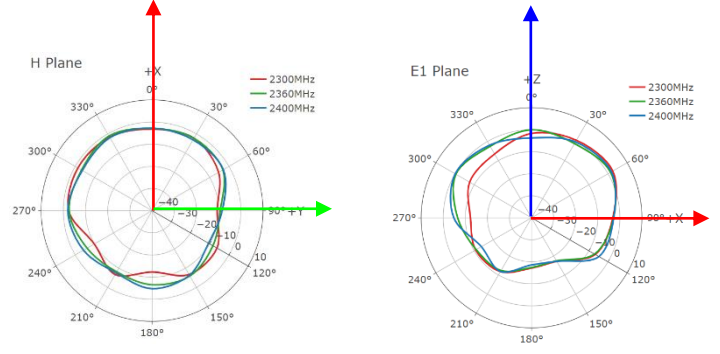 H Plane
+X
0°
30°
60°
90° +Y
120°
150°
180°
210°
240°
270°
300°
330°
−40
−30
−20
−10
0
10
2300MHz
2360MHz
2400MHz
E1 Plane
+Z
0°
30°
60°
90° +X
120°
150°
180°
210°
240°
270°
300°
330°
−40
−30
−20
−10
0
10
2300MHz
2360MHz
2400MHz